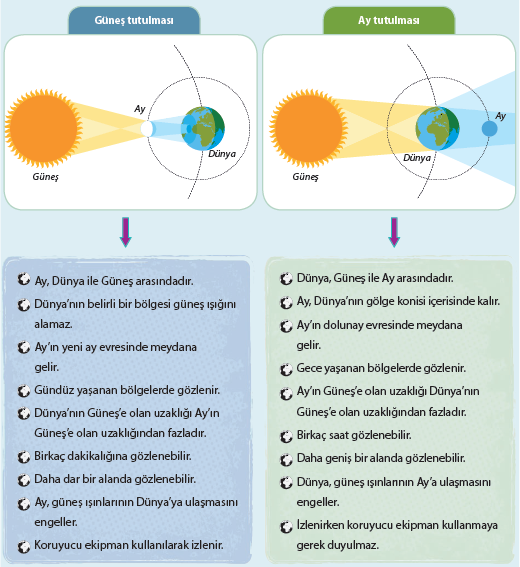 Güneş tutulması
Ay
Dünya
Güneş
Ay, Dünya ile Güneş arasındadır.
Dünya'nın belirli bir bölgesi güneş ışığını
alamaz.
Ay'ın yeni ay evresinde meydana
gelir.
Gündüz yaşanan bölgelerde gözlenir.
Dünya'nın Güneş'e olan uzaklığı Ay'ın
Güneş'e olan uzaklığından fazladır.
Birkaç dakikalığına gözlenebilir.
Daha dar bir alanda gözlenebilir.
Ay, güneş ışınlarının Dünya'ya ulaşmasını
engeller.
Koruyucu ekipman kullanılarak izlenir.
Ay tutulması
Ay
Dünya
Güneş
Dünya, Güneş ile Ay arasındadır.
Ay, Dünya'nın gölge konisi içerisinde kalır.
Ay'ın dolunay evresinde meydana
gelir.
Gece yaşanan bölgelerde gözlenir.
Ay'ın Güneş'e olan uzaklığı Dünya'nın
Güneş'e olan uzaklığından fazladır.
Birkaç saat gözlenebilir.
Daha geniş bir alanda gözlenebilir.
Dünya, güneş ışınlarının Ay'a ulaşmasını
engeller.
İzlenirken koruyucu ekipman kullanmaya
gerek duyulmaz.